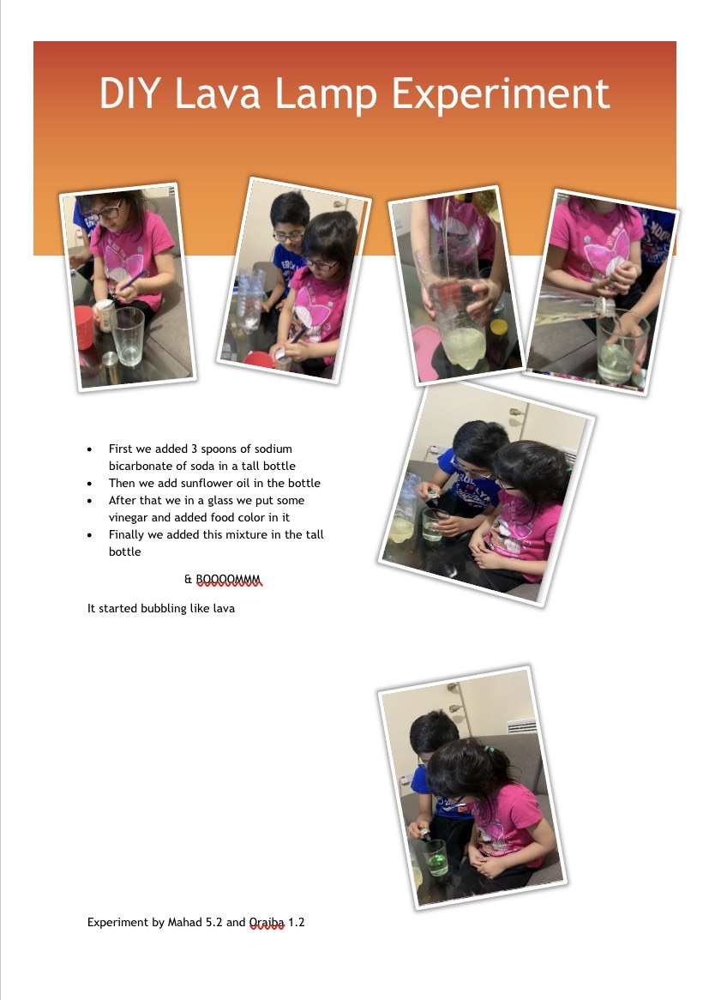 DIY Lava Lamp Experiment
• First we added 3 spoons of sodium
bicarbonate of soda in a tall bottle
• Then we add sunflower oil in the bottle
• After that we in a glass we put some
vinegar and added food color in it
• Finally we added this mixture in the tall
bottle
& BOOOOMMM
It started bubbling like lava
Experiment by Mahad 5.2 and Oraiba 1.2